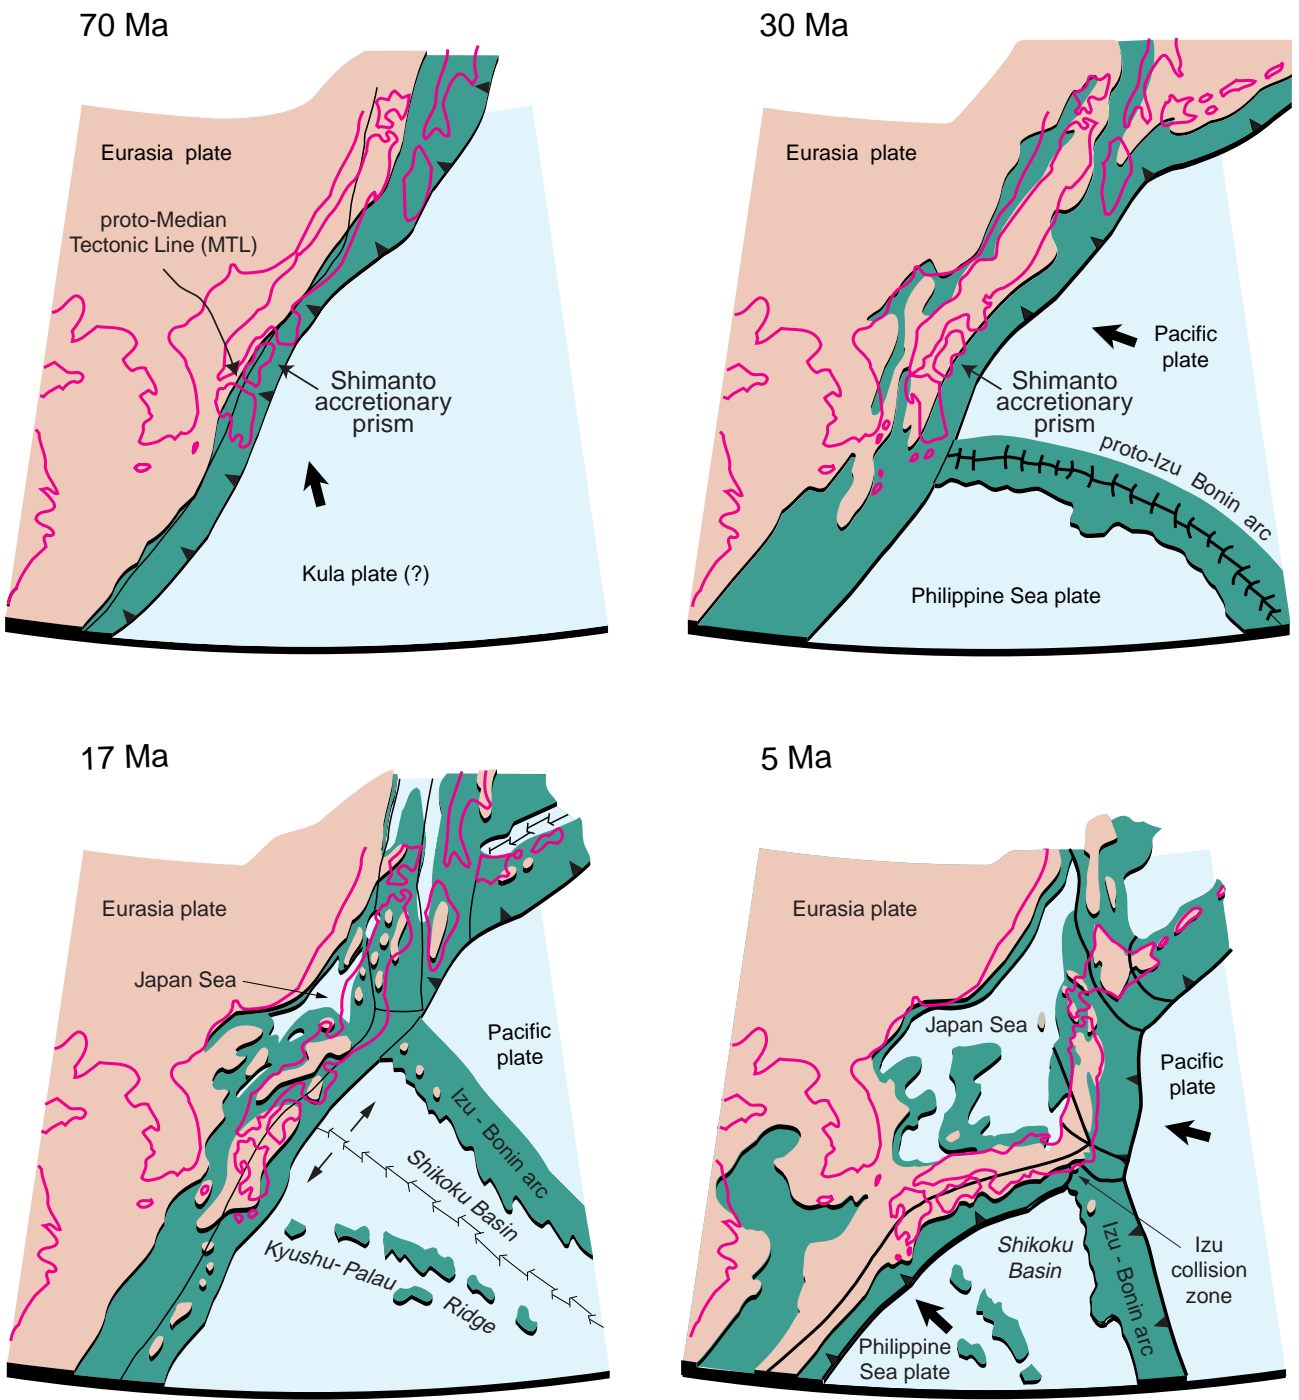 70 Ma
Eurasia plate
proto-Median
Tectonic Line (MTL)
Shimanto
accretionary
prism
Kula plate (?)
30 Ma
Eurasia plate
Pacific
plate
Shimanto
accretionary
prism
proto-Izu Bonin arc
Philippine Sea plate
17 Ma
Eurasia plate
Japan Sea
Pacific
plate
Izu - Bonin arc
Shikoku Basin
Kyushu- Palau Ridge
5 Ma
Eurasia plate
Japan Sea
Pacific
plate
Shikoku
Basin
Izu - Bonin arc
Izu
collision
zone
Philippine
Sea plate